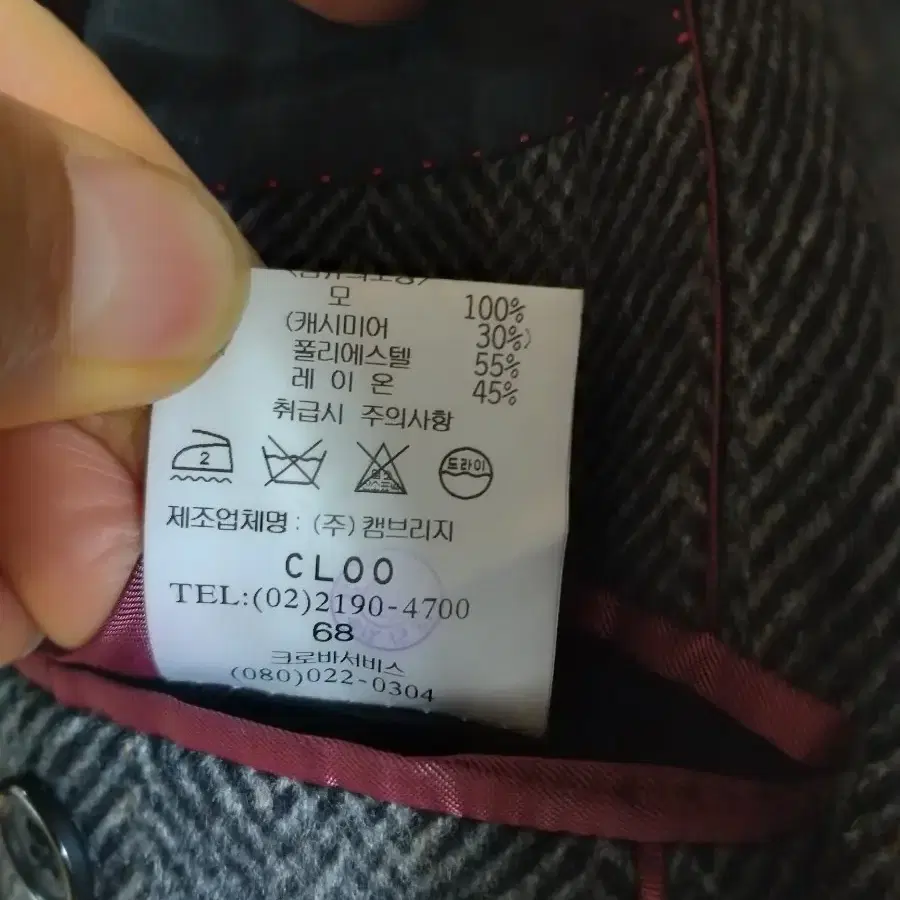 모 100%
(캐시미어 30%)
폴리에스텔 55%
레 이 온 45%
취급시 주의사항
2
드라이
제조업체명 : (주) 캠브리지
CLOO
TEL:(02)2190-4700
68
크로바서비스
(080)022-0304